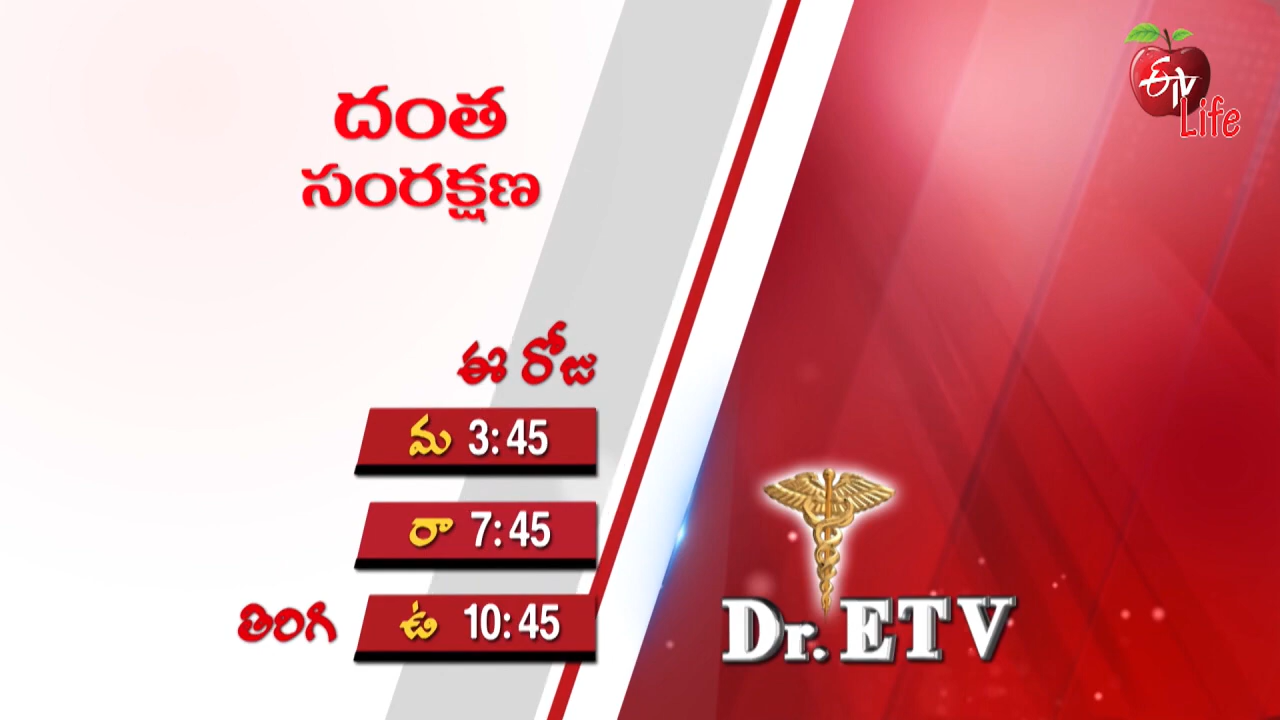 దంత
సంరక్షణ
ఈ రోజు
మ 3:45
రా 7:45
తిరిగి ఉ 10:45
ETV Life
Dr. ETV